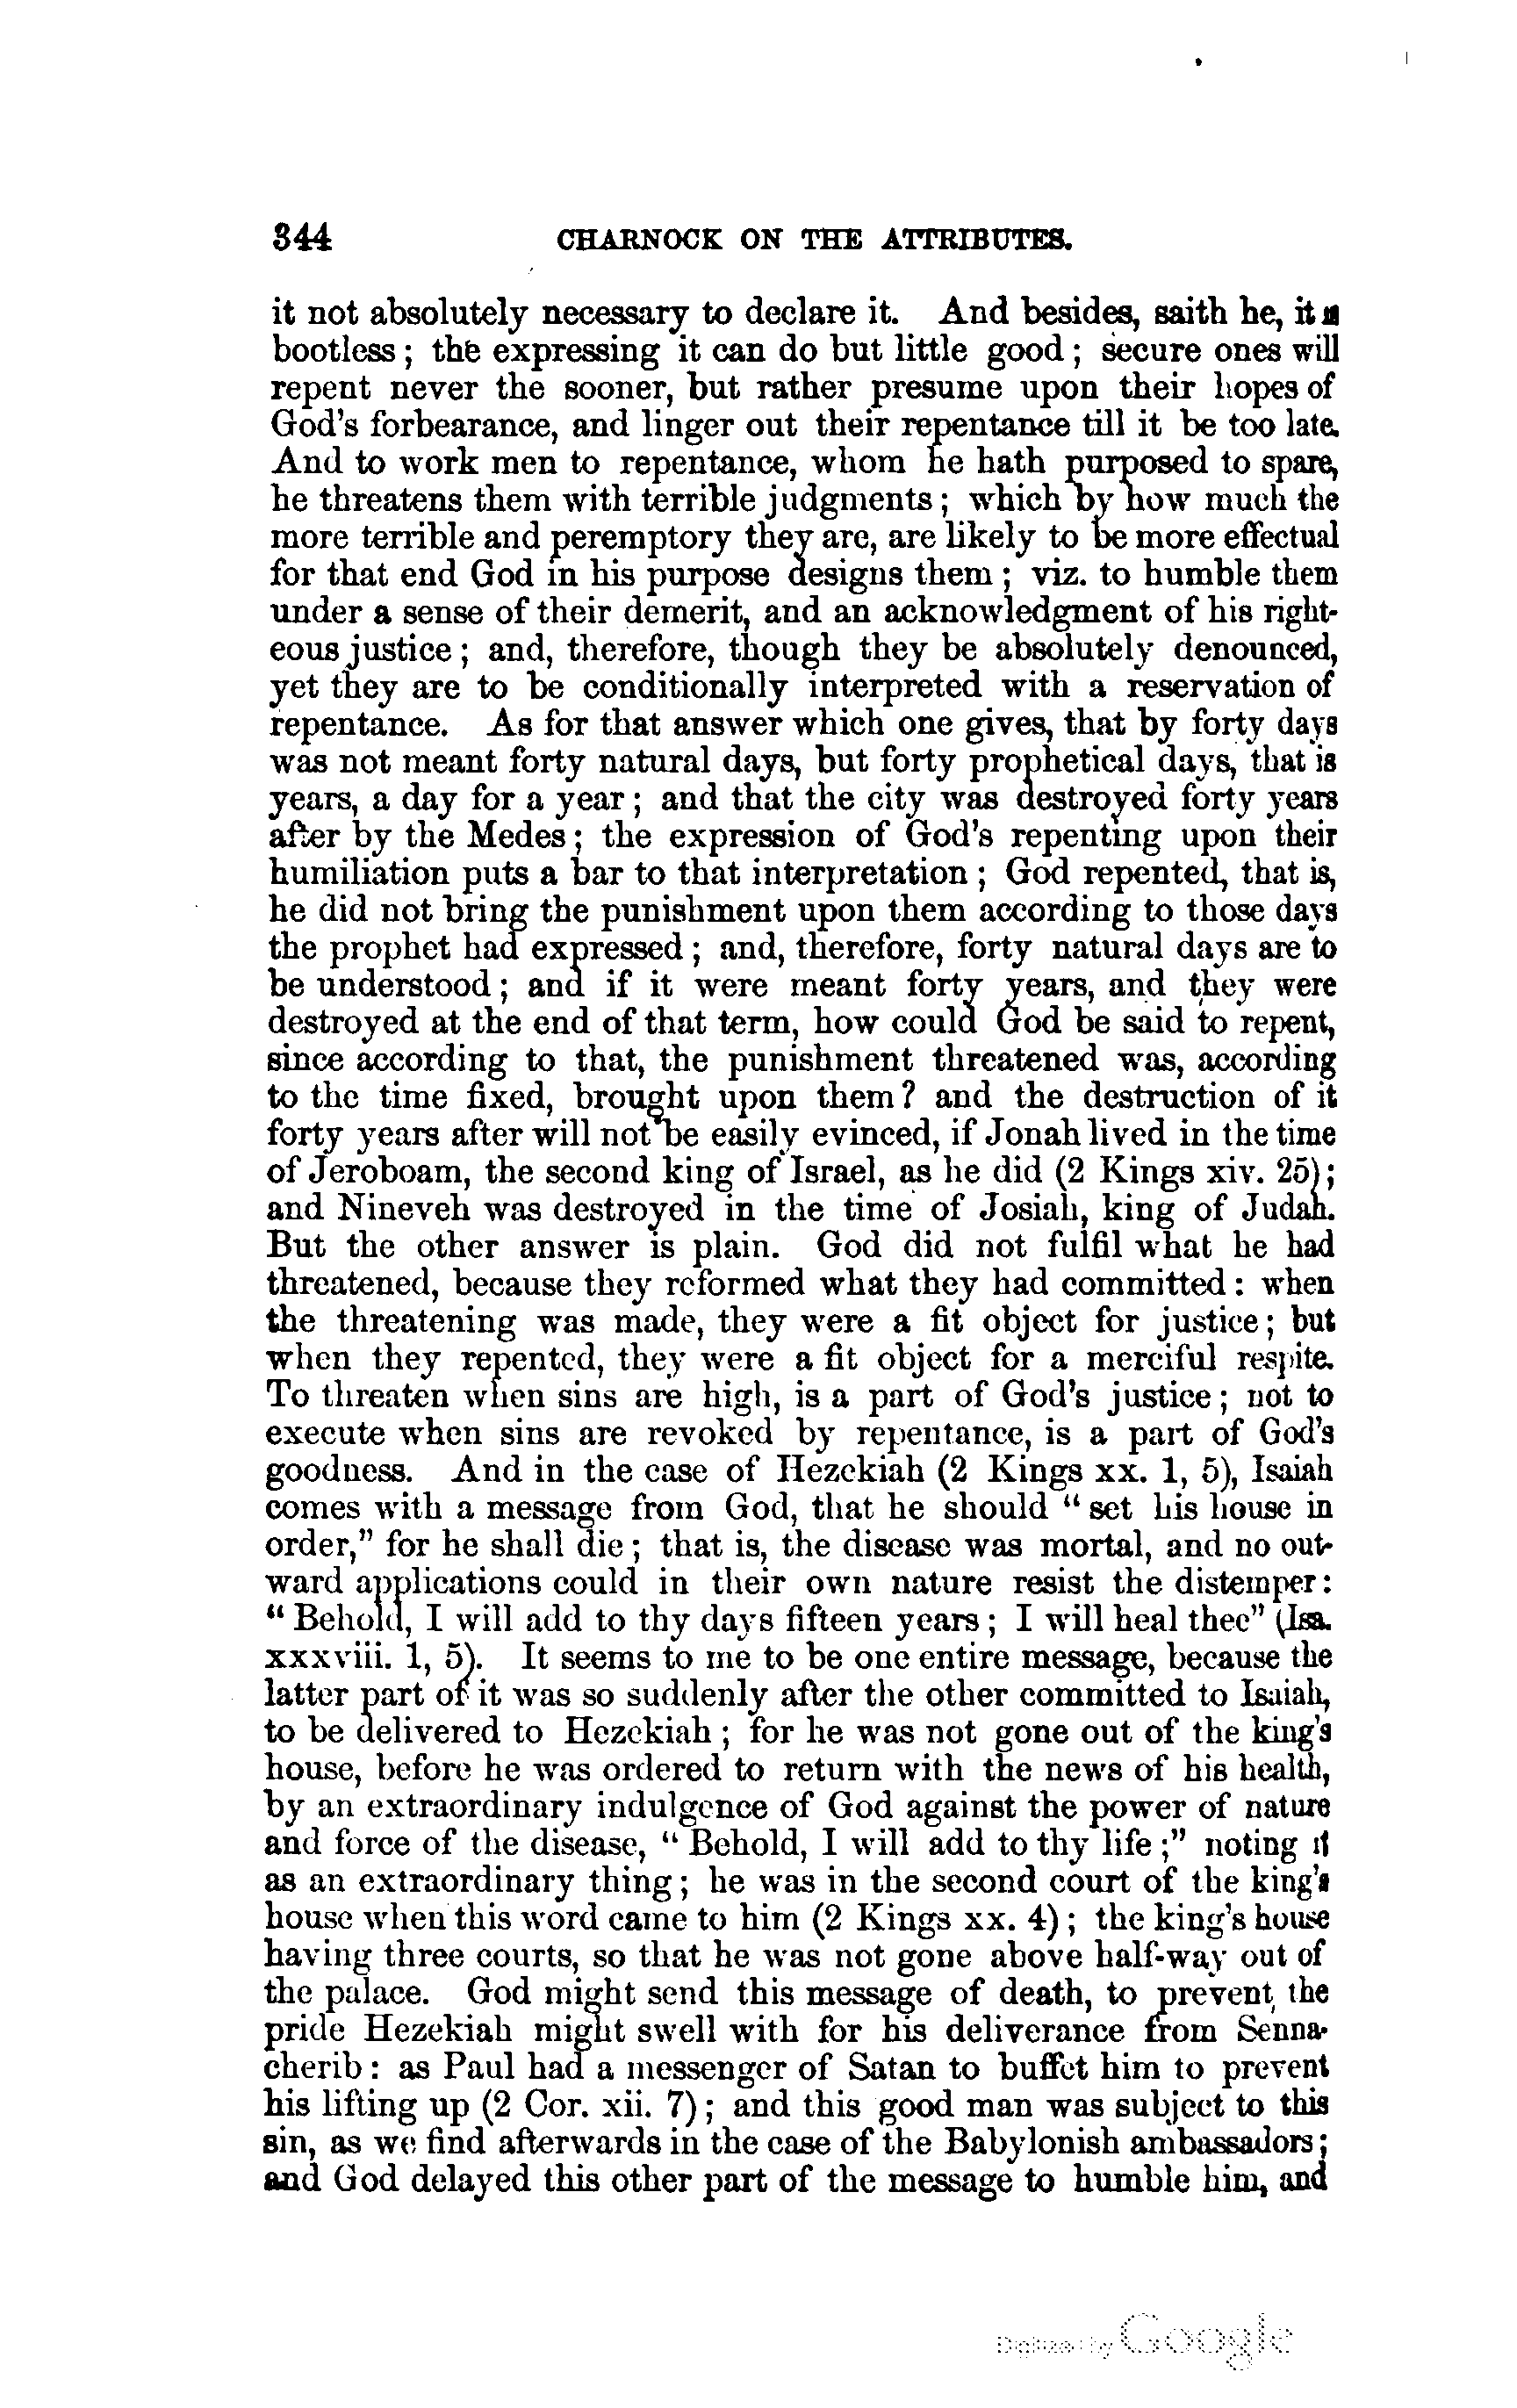 344 CHARNOCK ON THE ATTRIBUTES.
it not absolutely necessary to declare it. And besides, saith he, it is
bootless; the expressing it can do but little good; secure ones will
repent never the sooner, but rather presume upon their hopes of
God's forbearance, and linger out their repentance till it be too late.
And to work men to repentance, whom he hath purposed to spare,
he threatens them with terrible judgments; which by how much the
more terrible and peremptory they are, are likely to be more effectual
for that end God in his purpose designs them; viz. to humble them
under a sense of their demerit, and an acknowledgment of his right-
eous justice; and, therefore, though they be absolutely denounced,
yet they are to be conditionally interpreted with a reservation of
repentance. As for that answer which one gives, that by forty days
was not meant forty natural days, but forty prophetical days, that is
years, a day for a year; and that the city was destroyed forty years
after by the Medes; the expression of God's repenting upon their
humiliation puts a bar to that interpretation; God repented, that is,
he did not bring the punishment upon them according to those days
the prophet had expressed; and, therefore, forty natural days are to
be understood; and if it were meant forty years, and they were
destroyed at the end of that term, how could God be said to repent,
since according to that, the punishment threatened was, according
to the time fixed, brought upon them? and the destruction of it
forty years after will not be easily evinced, if Jonah lived in the time
of Jeroboam, the second king of Israel, as he did (2 Kings xiv. 25);
and Nineveh was destroyed in the time of Josiah, king of Judah.
But the other answer is plain. God did not fulfil what he had
threatened, because they reformed what they had committed: when
the threatening was made, they were a fit object for justice; but
when they repented, they were a fit object for a merciful respite.
To threaten when sins are high, is a part of God's justice; not to
execute when sins are revoked by repentance, is a part of God's
goodness. And in the case of Hezekiah (2 Kings xx. 1, 5), Isaiah
comes with a message from God, that he should "set his house in
order," for he shall die; that is, the disease was mortal, and no out-
ward applications could in their own nature resist the distemper:
"Behold, I will add to thy days fifteen years; I will heal thee" (Isa.
xxxviii. 1, 5). It seems to me to be one entire message, because the
latter part of it was so suddenly after the other committed to Isaiah,
to be delivered to Hezekiah; for he was not gone out of the king's
house, before he was ordered to return with the news of his health,
by an extraordinary indulgence of God against the power of nature
and force of the disease, "Behold, I will add to thy life;" noting it
as an extraordinary thing; he was in the second court of the king's
house when this word came to him (2 Kings xx. 4); the king's house
having three courts, so that he was not gone above half-way out of
the palace. God might send this message of death, to prevent the
pride Hezekiah might swell with for his deliverance from Senna-
cherib: as Paul had a messenger of Satan to buffet him to prevent
his lifting up (2 Cor. xii. 7); and this good man was subject to this
sin, as we find afterwards in the case of the Babylonish ambassadors;
and God delayed this other part of the message to humble him, and
Digitized by Google